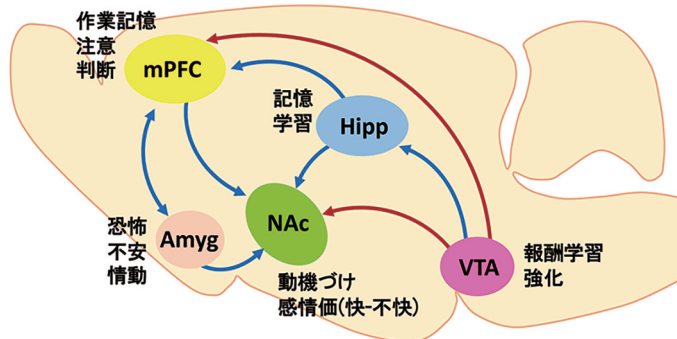 作業記憶
注意
判断
mPFC
記憶
学習
Hipp
恐怖
不安
情動
Amyg
NAc
動機づけ
感情価(快-不快)
VTA
報酬学習
強化